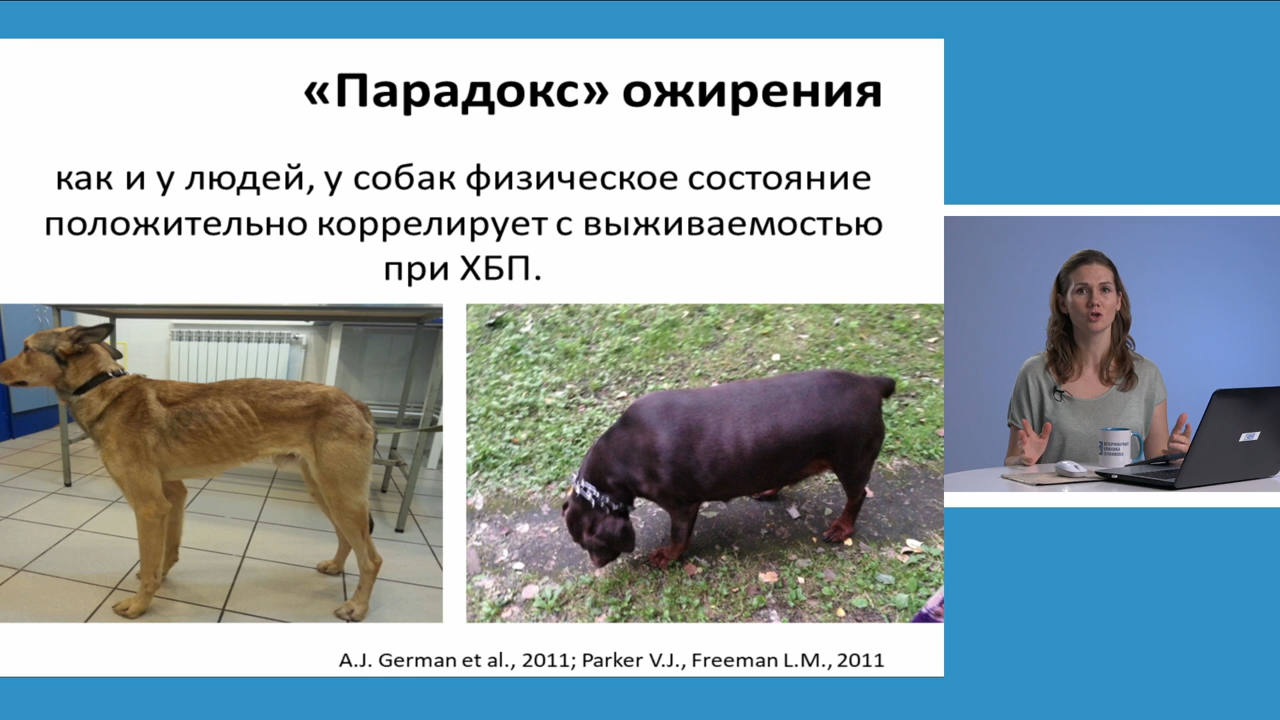 «Парадокс» ожирения
как и у людей, у собак физическое состояние
положительно коррелирует с выживаемостью
при ХБП.
A.J. German et al., 2011; Parker V.J., Freeman L.M., 2011